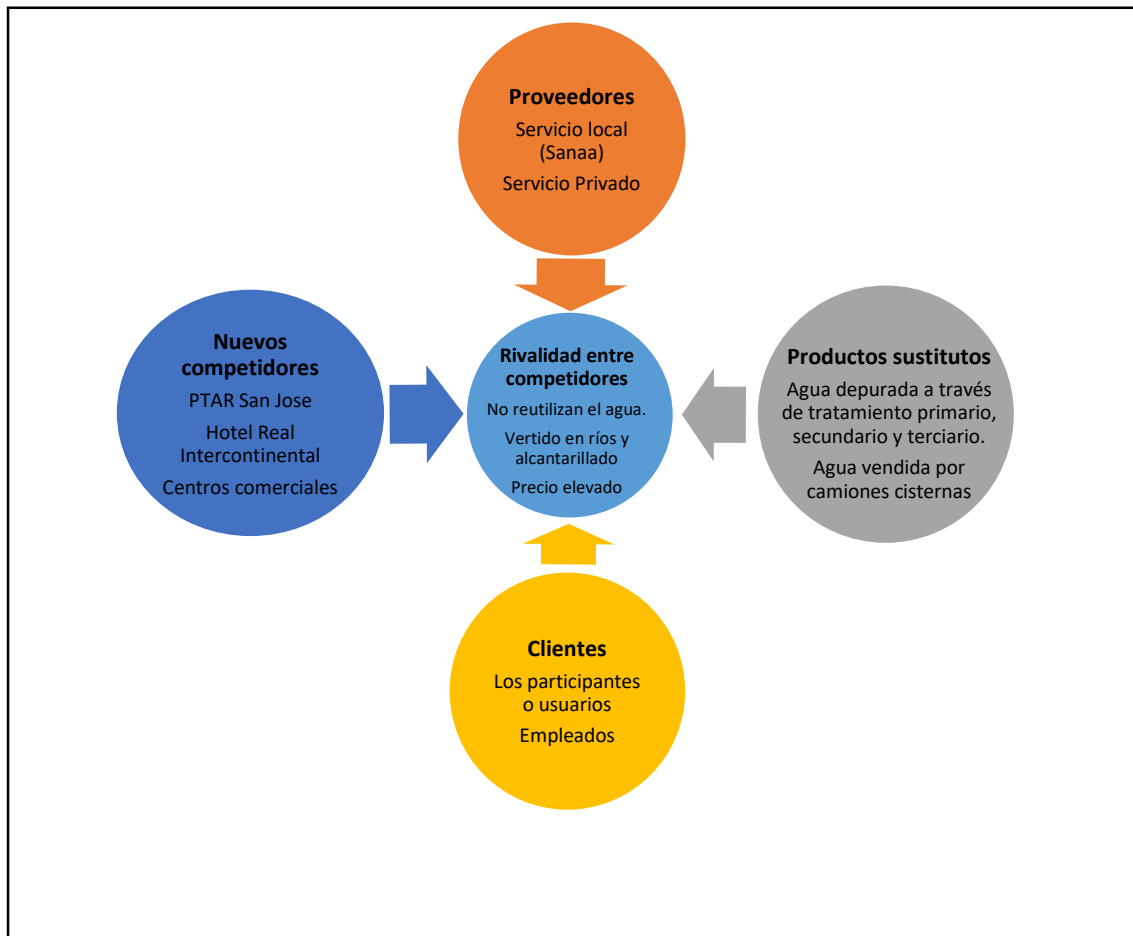 Proveedores
Servicio local
(Sanaa)
Servicio Privado
Nuevos
competidores
PTAR San Jose
Hotel Real
Intercontinental
Centros comerciales
Rivalidad entre
competidores
No reutilizan el agua.
Vertido en ríos y
alcantarillado
Precio elevado
Productos sustitutos
Agua depurada a través
de tratamiento primario,
secundario y terciario.
Agua vendida por
camiones cisternas
Clientes
Los participantes
o usuarios
Empleados